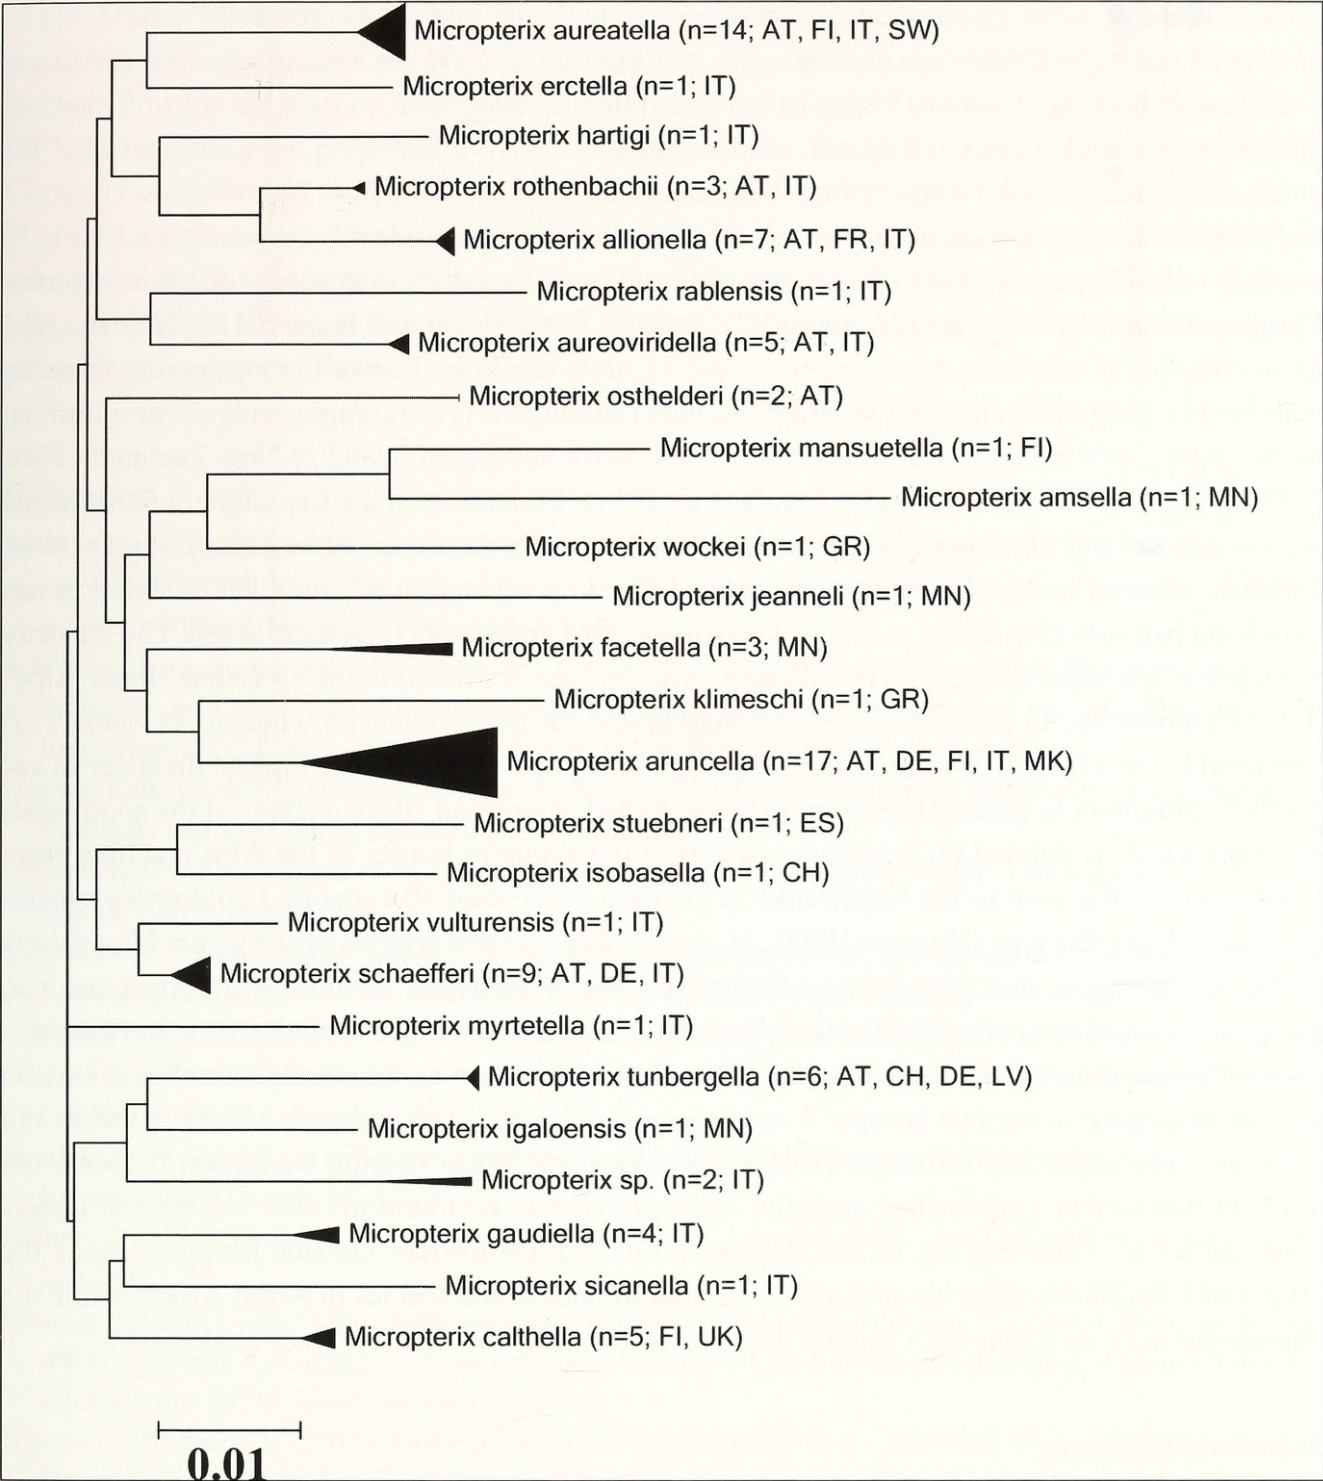 Micropterix aureatella (n=14; AT, FI, IT, SW)
Micropterix erctella (n=1; IT)
Micropterix hartigi (n=1; IT)
Micropterix rothenbachii (n=3; AT, IT)
Micropterix allionella (n=7; AT, FR, IT)
Micropterix rablensis (n=1; IT)
Micropterix aureoviridella (n=5; AT, IT)
Micropterix osthelderi (n=2; AT)
Micropterix mansuetella (n=1; FI)
Micropterix amsella (n=1; MN)
Micropterix wockei (n=1; GR)
Micropterix jeanneli (n=1; MN)
Micropterix facetella (n=3; MN)
Micropterix klimeschi (n=1; GR)
Micropterix aruncella (n=17; AT, DE, FI, IT, MK)
Micropterix stuebneri (n=1; ES)
Micropterix isobasella (n=1; CH)
Micropterix vulturensis (n=1; IT)
Micropterix schaefferi (n=9; AT, DE, IT)
Micropterix myrtetella (n=1; IT)
Micropterix tunbergella (n=6; AT, CH, DE, LV)
Micropterix igaloensis (n=1; MN)
Micropterix sp. (n=2; IT)
Micropterix gaudiella (n=4; IT)
Micropterix sicanella (n=1; IT)
Micropterix calthella (n=5; FI, UK)
0.01